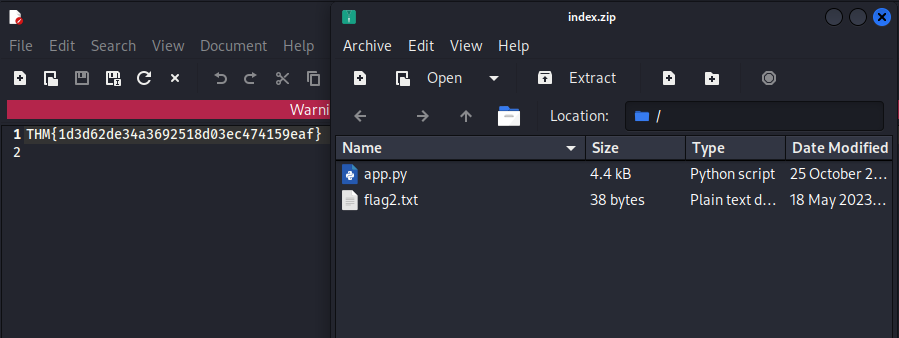 File Edit Search View Document Help
Warni
1 THM{1d3d62de34a3692518d03ec474159eaf}
2
index.zip
Archive Edit View Help
Open Extract
Location: /
Name Size Type Date Modified
app.py 4.4 kB Python script 25 October 2...
flag2.txt 38 bytes Plain text d... 18 May 2023...